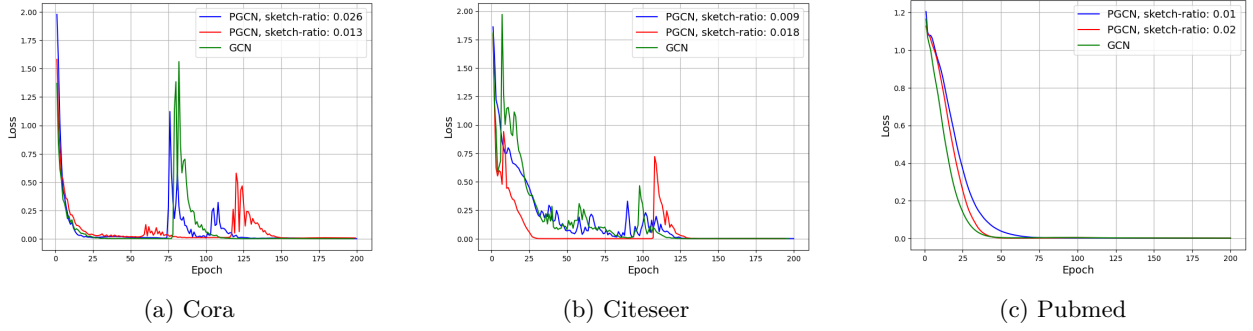 PGCN, sketch-ratio: 0.026
PGCN, sketch-ratio: 0.013
GCN
Loss
2.00
1.75
1.50
1.25
1.00
0.75
0.50
0.25
0.00
0 25 50 75 100 125 150 175 200
Epoch
(a) Cora
PGCN, sketch-ratio: 0.009
PGCN, sketch-ratio: 0.018
GCN
Loss
2.00
1.75
1.50
1.25
1.00
0.75
0.50
0.25
0.00
0 25 50 75 100 125 150 175 200
Epoch
(b) Citeseer
PGCN, sketch-ratio: 0.01
PGCN, sketch-ratio: 0.02
GCN
Loss
1.2
1.0
0.8
0.6
0.4
0.2
0.0
0 25 50 75 100 125 150 175 200
Epoch
(c) Pubmed